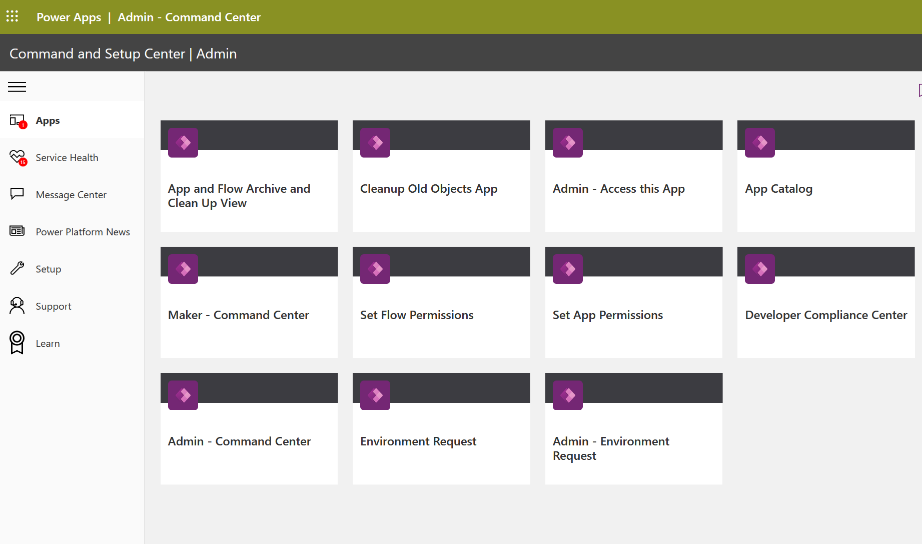 Power Apps | Admin - Command Center
Command and Setup Center | Admin
Apps
Service Health
Message Center
Power Platform News
Setup
Support
Learn
App and Flow Archive and
Clean Up View
Cleanup Old Objects App
Admin - Access this App
App Catalog
Maker - Command Center
Set Flow Permissions
Set App Permissions
Developer Compliance Center
Admin - Command Center
Environment Request
Admin - Environment
Request